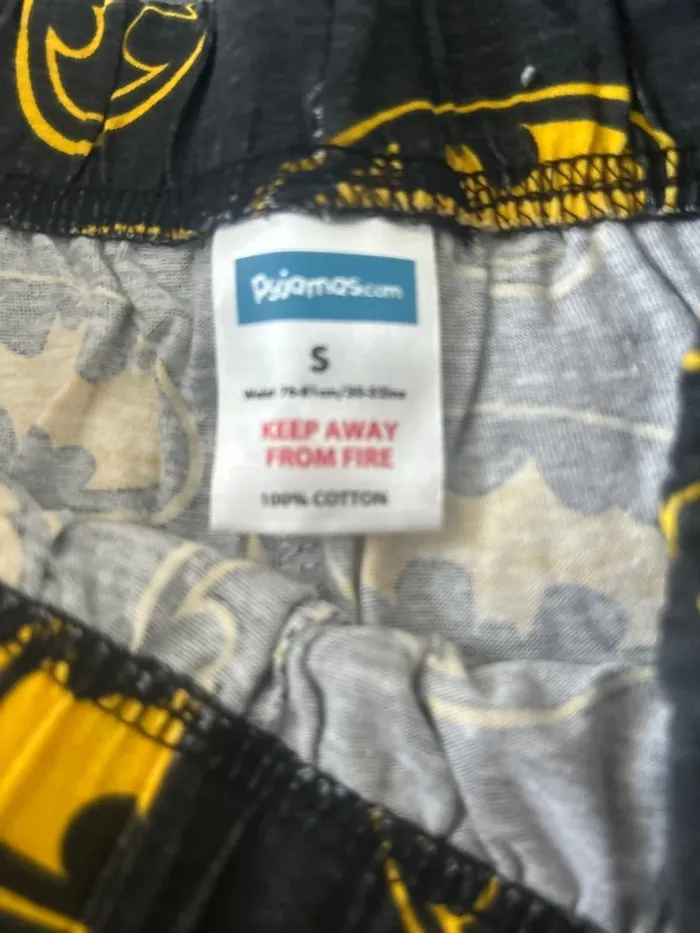 Pyjamas.com
S
KEEP AWAY
FROM FIRE
100% COTTON